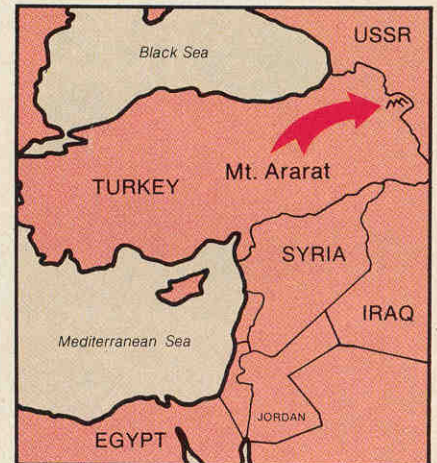 Black Sea
USSR
Mt. Ararat
TURKEY
SYRIA
IRAQ
Mediterranean Sea
JORDAN
EGYPT